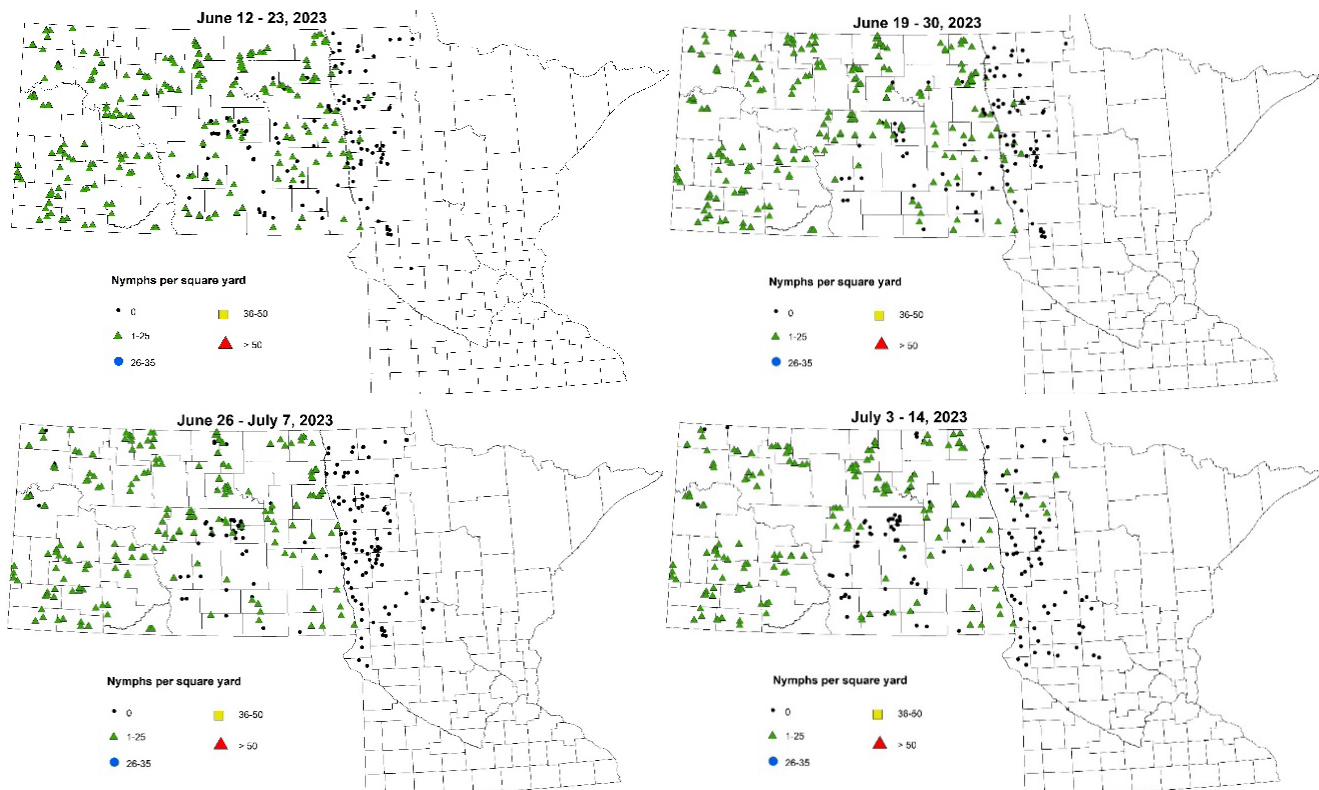 June 12 - 23, 2023
Nymphs per square yard
0
36-50
1-25
> 50
26-35
June 19 - 30, 2023
Nymphs per square yard
0
36-50
1-25
> 50
26-35
June 26 - July 7, 2023
Nymphs per square yard
0
36-50
1-25
> 50
26-35
July 3 - 14, 2023
Nymphs per square yard
0
36-50
1-25
> 50
26-35